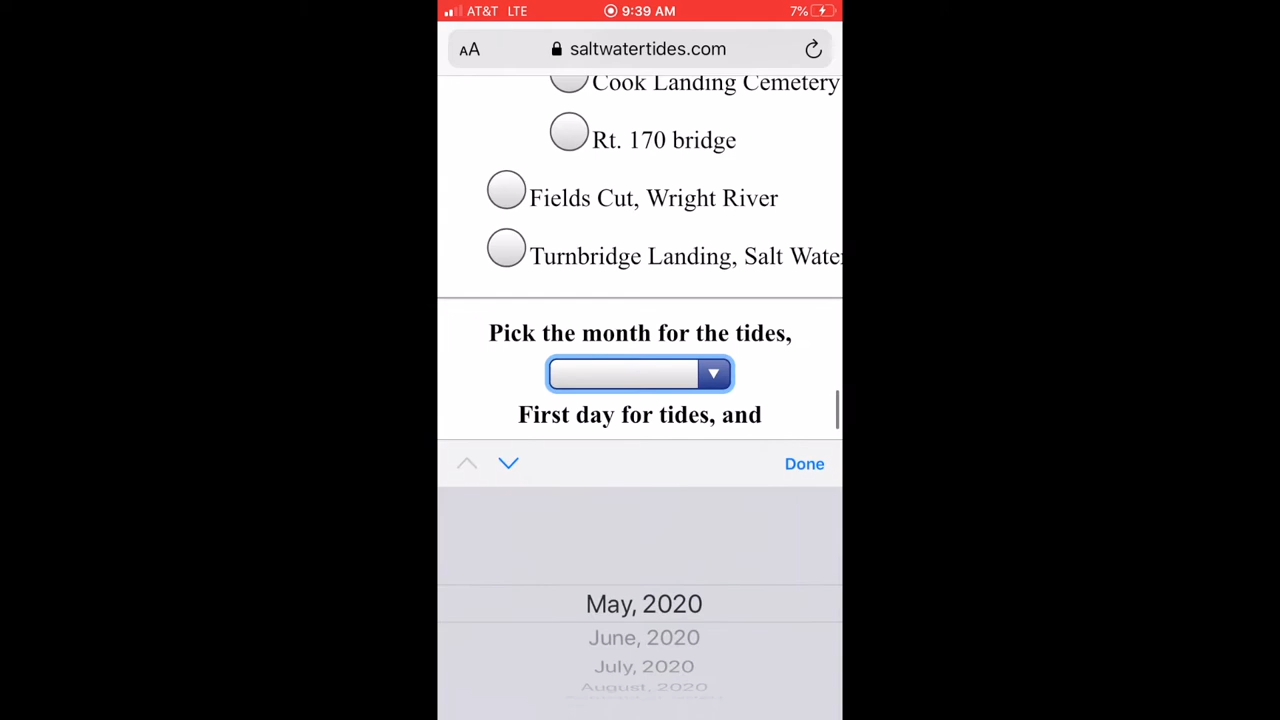 AT&T LTE 9:39 AM 7%
AA saltwatertides.com
Cook Landing Cemetery
Rt. 170 bridge
Fields Cut, Wright River
Turnbridge Landing, Salt Water
Pick the month for the tides,
First day for tides, and
Done
May, 2020
June, 2020
July, 2020
August, 2020